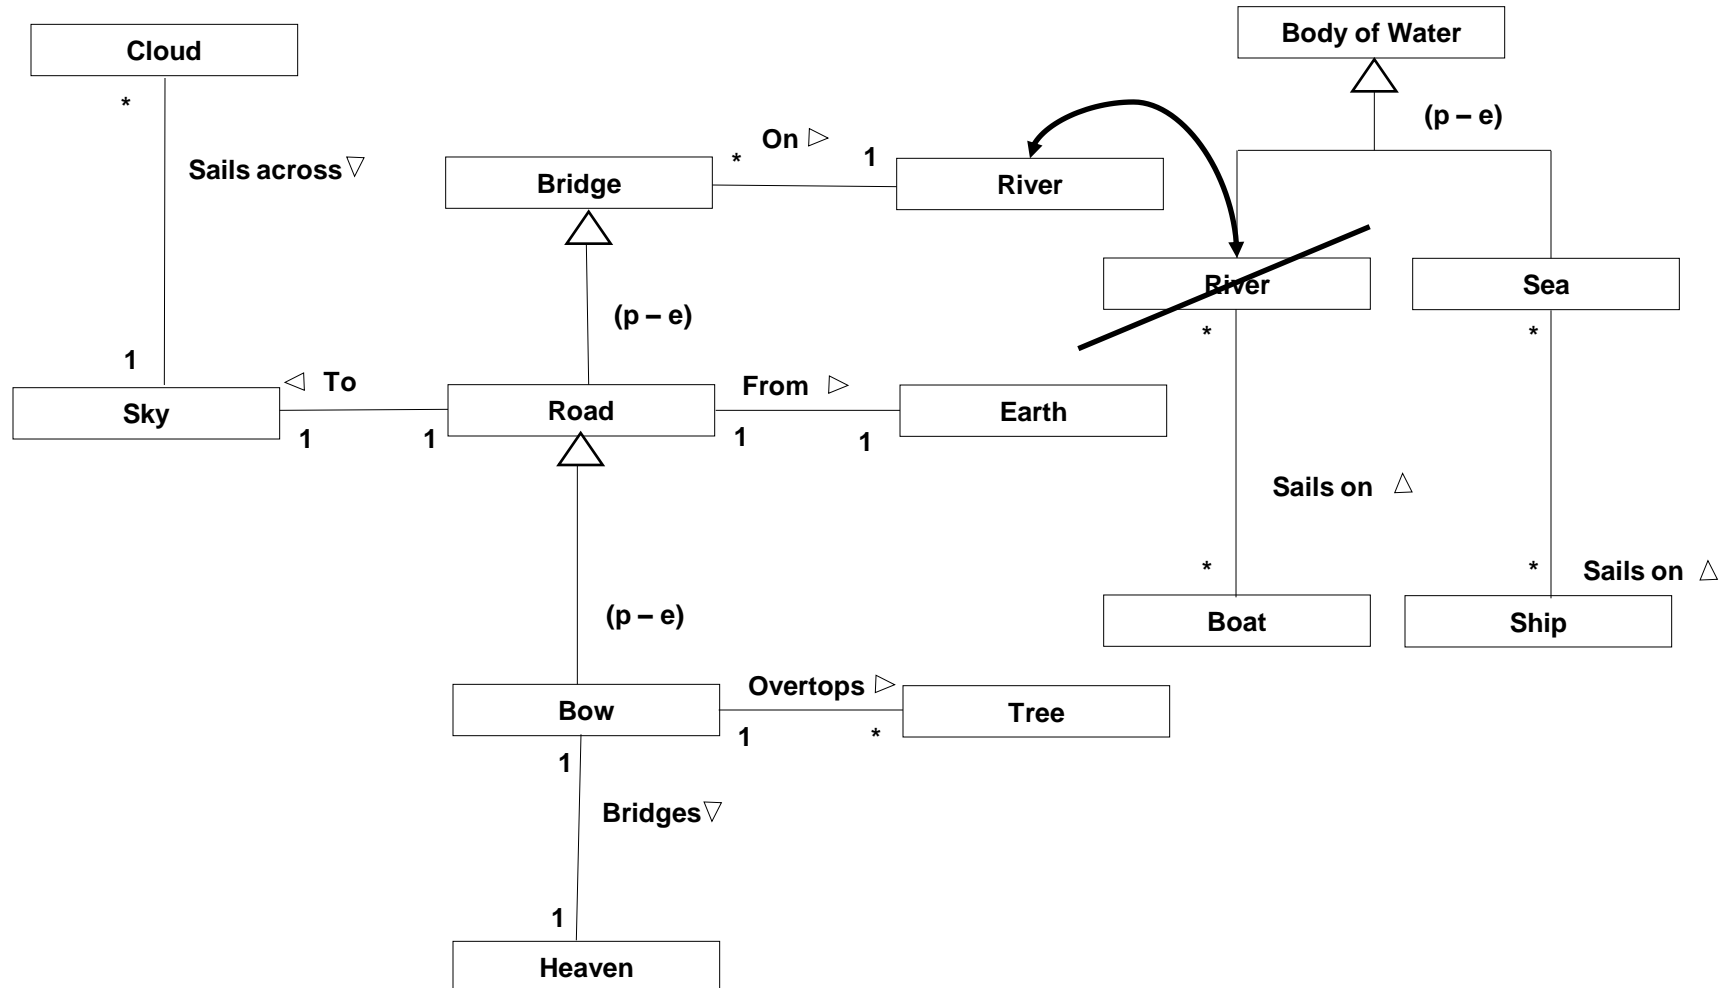 Body of Water
Cloud
*
(p – e)
On ▷
* 1
Sails across ▽
Bridge
River
River
Sea
(p – e)
* *
1
◁ To
From ▷
Sky
Road
Earth
1 1 1 1
Sails on △
* *
Sails on △
(p – e)
Boat
Ship
Overtops ▷
Bow
Tree
1 *
1
Bridges ▽
1
Heaven